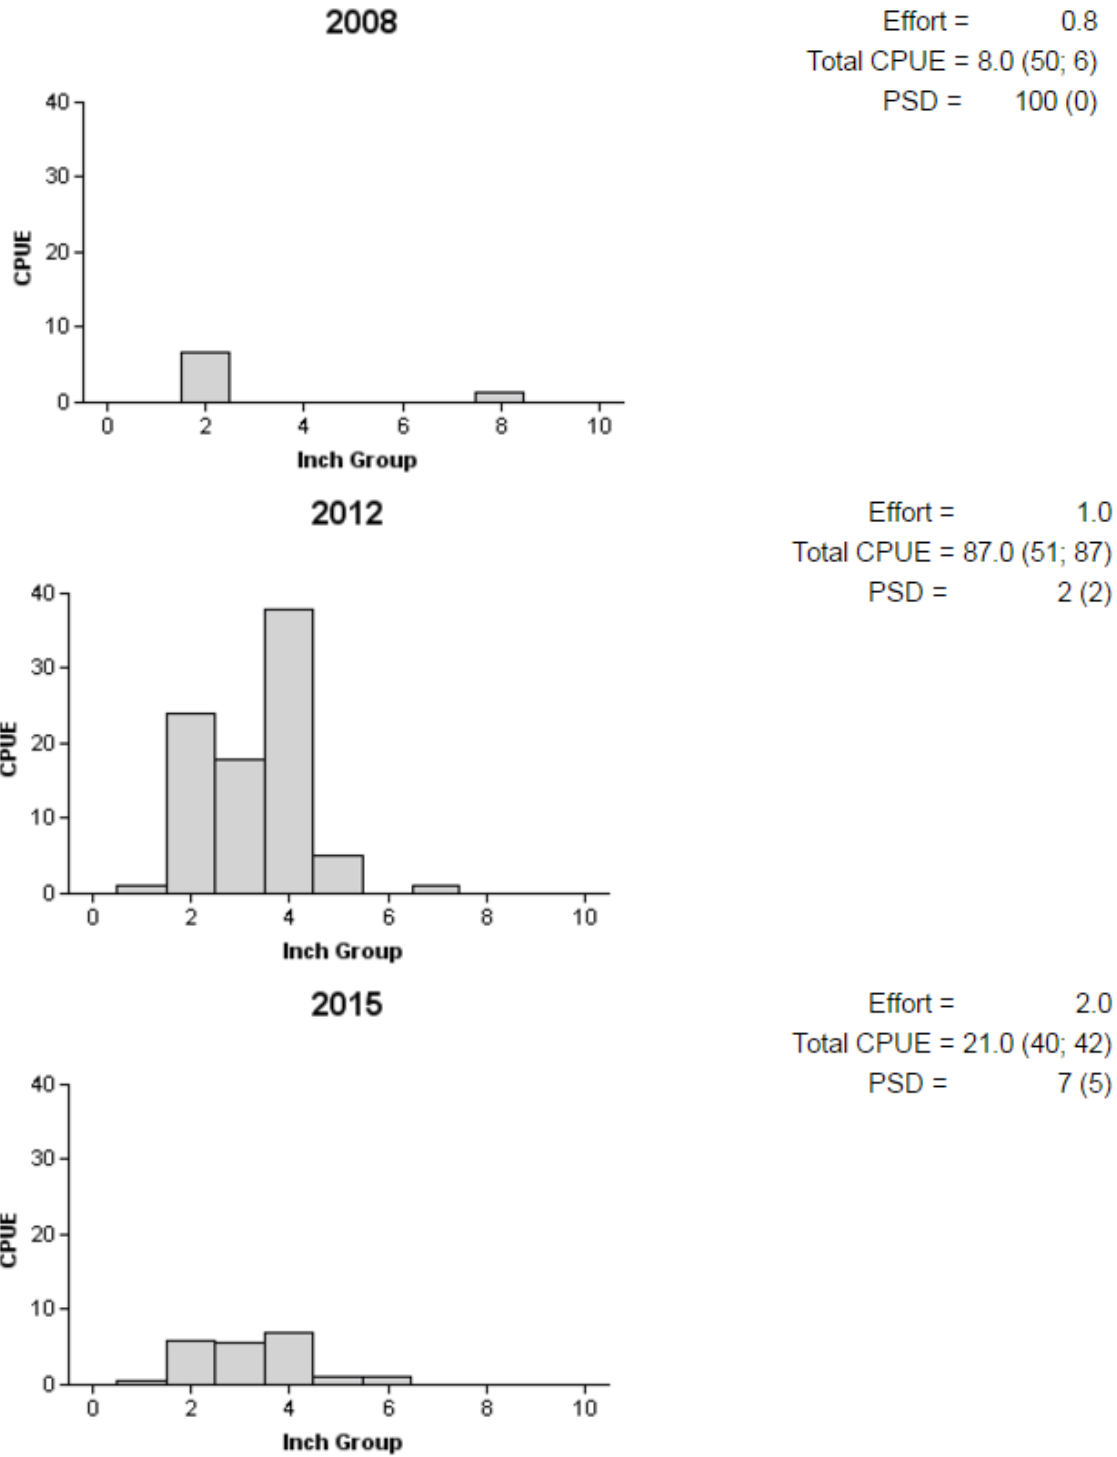 2008
Effort = 0.8
Total CPUE = 8.0 (50; 6)
PSD = 100 (0)
40
30
20
10
0
CPUE
0 2 4 6 8 10
Inch Group
2012
Effort = 1.0
Total CPUE = 87.0 (51; 87)
PSD = 2 (2)
40
30
20
10
0
CPUE
0 2 4 6 8 10
Inch Group
2015
Effort = 2.0
Total CPUE = 21.0 (40; 42)
PSD = 7 (5)
40
30
20
10
0
CPUE
0 2 4 6 8 10
Inch Group